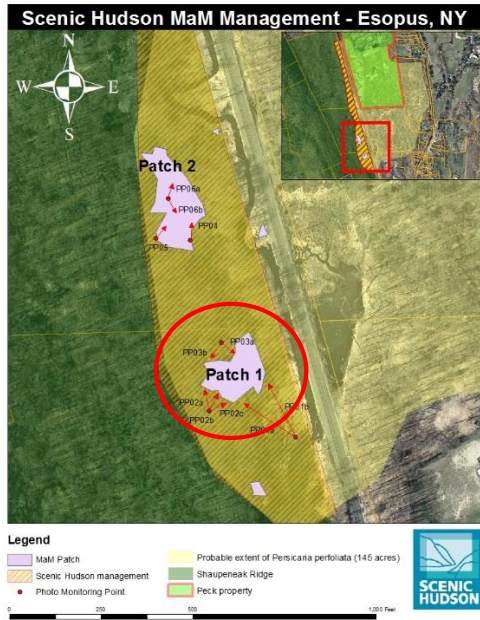 Scenic Hudson MaM Management - Esopus, NY
N
W E
S
Patch 2
PP06a
PP06b
PP04
PP05
PP03a
PP03b
Patch 1
PP02a
PP02b
PP02c
PP01b
Legend
MaM Patch
Scenic Hudson management
Photo Monitoring Point
Probable extent of Persicaria perfoliata (145 acres)
Shaupeneak Ridge
Peck property
SCENIC
HUDSON
0 250 500 1,000 Feet